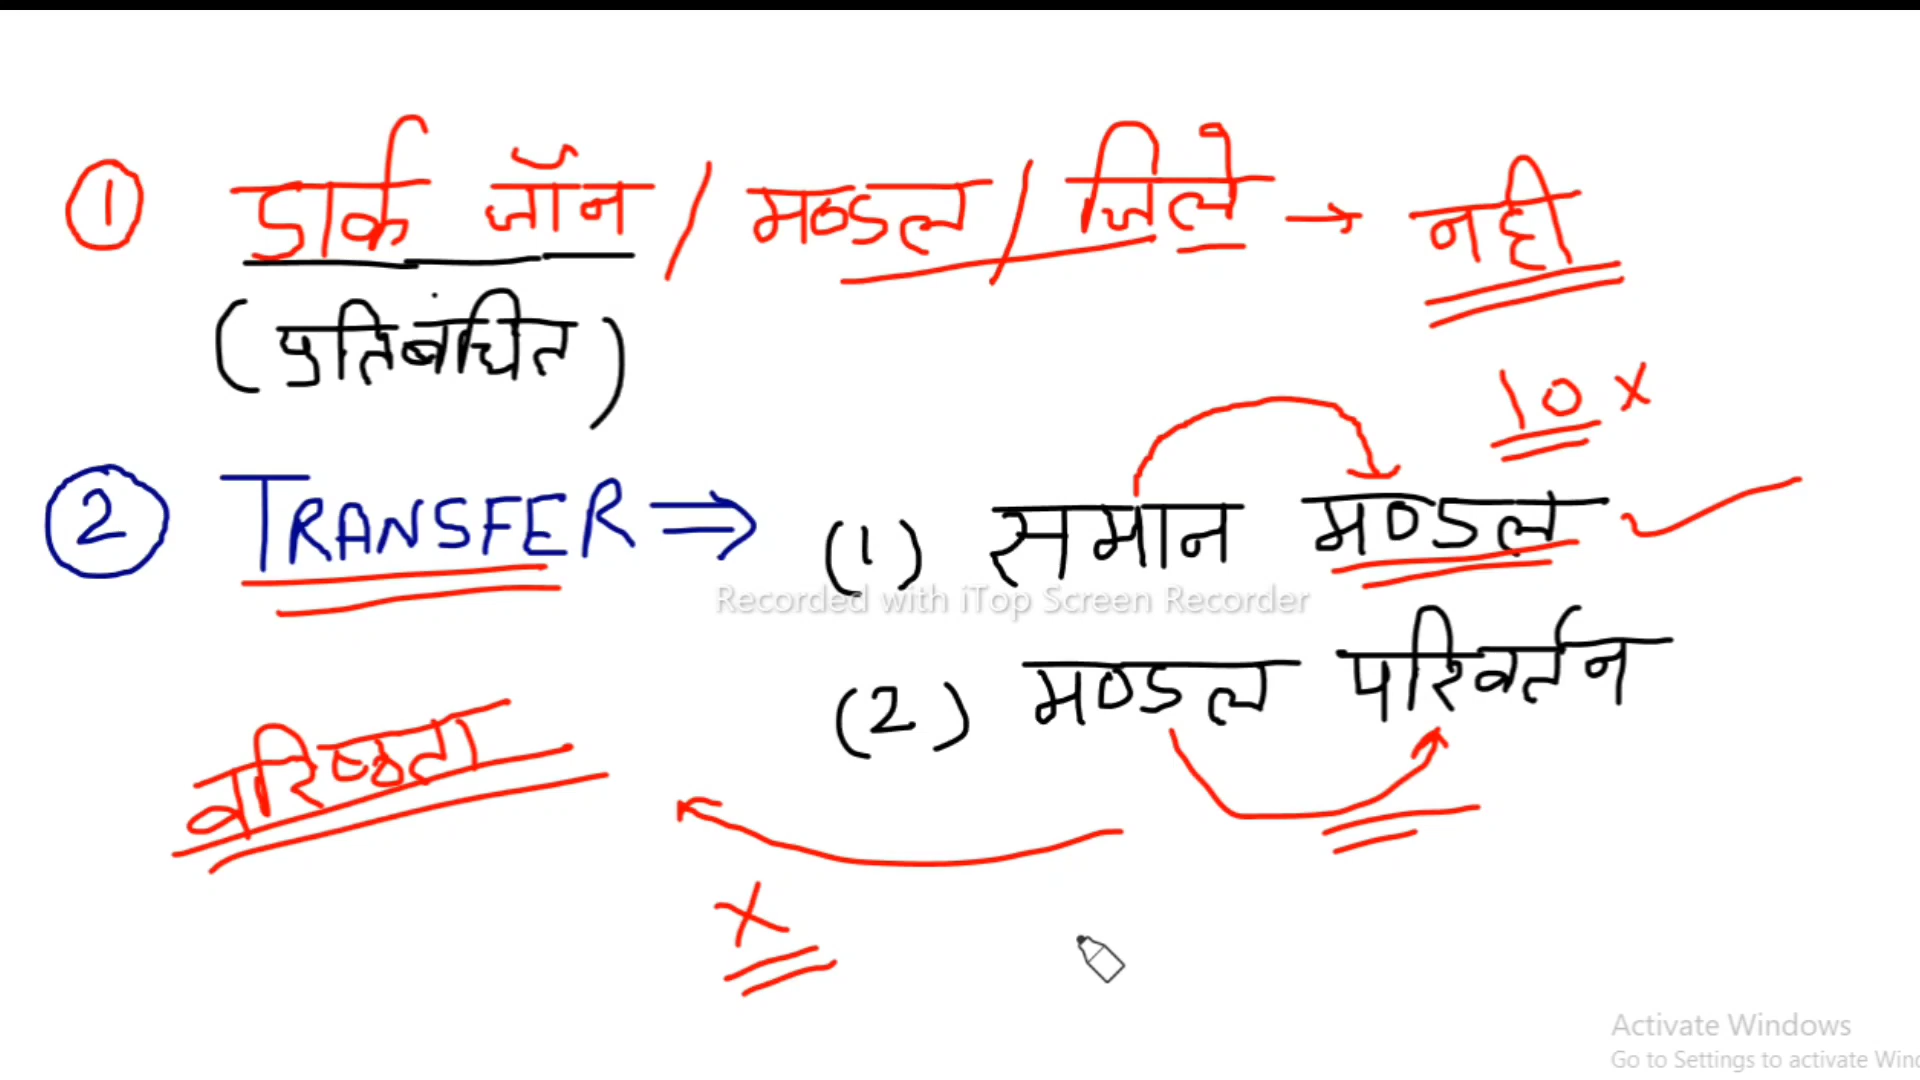 ① डार्क जॉन / मण्डल / जिले → नही
(प्रतिबंधित)
10 x
② TRANSFER ⇒ (1) समान मण्डल ✓
Recorded with iTop Screen Recorder
(2) मण्डल परिवर्तन
वरिष्ठता
x
Activate Windows
Go to Settings to activate Win